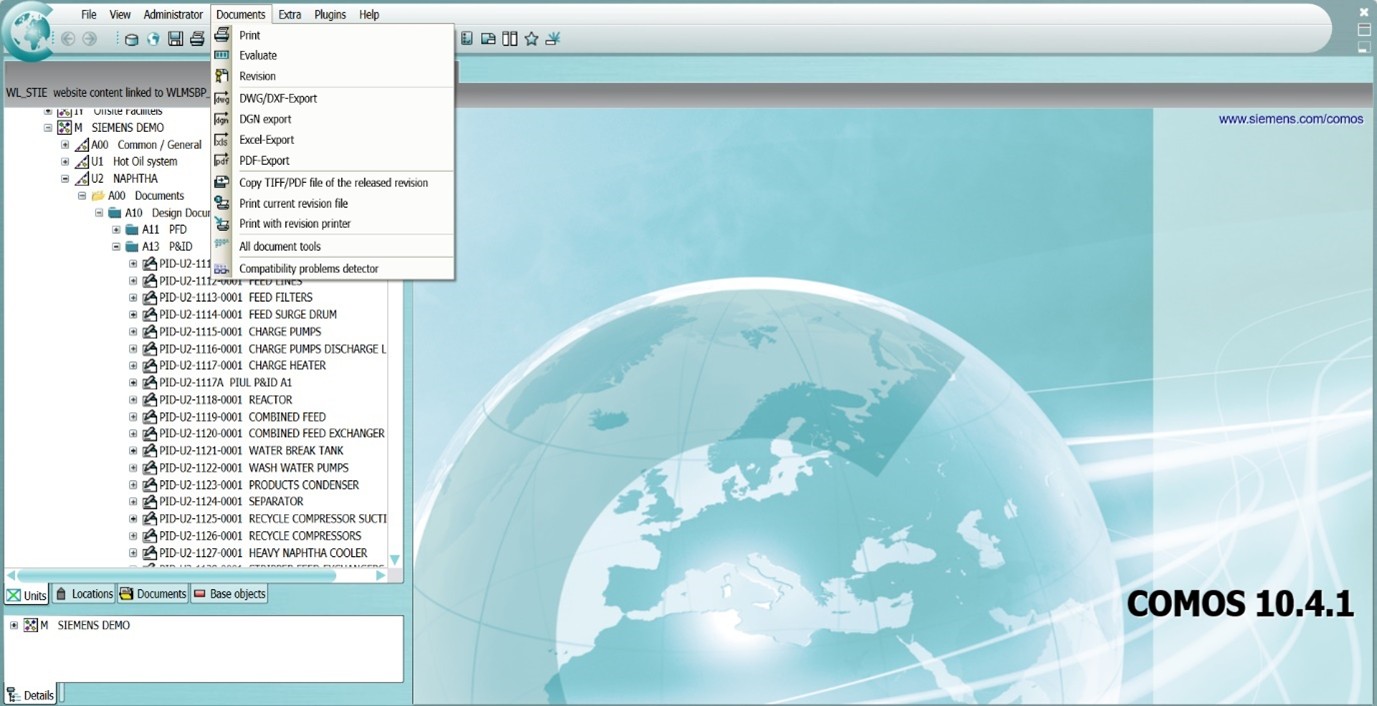 File View Administrator Documents Extra Plugins Help
Print
Evaluate
Revision
DWG/DXF-Export
DGN export
Excel-Export
PDF-Export
Copy TIFF/PDF file of the released revision
Print current revision file
Print with revision printer
All document tools
Compatibility problems detector
WL_STIE website content linked to WLMSBP_
www.siemens.com/comos
M SIEMENS DEMO
A00 Common / General
U1 Hot Oil system
U2 NAPHTHA
A00 Documents
A10 Design Docur
A11 PFD
A13 P&ID
PID-U2-111
PID-U2-1112-0001 FEED LINES
PID-U2-1113-0001 FEED FILTERS
PID-U2-1114-0001 FEED SURGE DRUM
PID-U2-1115-0001 CHARGE PUMPS
PID-U2-1116-0001 CHARGE PUMPS DISCHARGE L
PID-U2-1117-0001 CHARGE HEATER
PID-U2-1117A PIUL P&ID A1
PID-U2-1118-0001 REACTOR
PID-U2-1119-0001 COMBINED FEED
PID-U2-1120-0001 COMBINED FEED EXCHANGER
PID-U2-1121-0001 WATER BREAK TANK
PID-U2-1122-0001 WASH WATER PUMPS
PID-U2-1123-0001 PRODUCTS CONDENSER
PID-U2-1124-0001 SEPARATOR
PID-U2-1125-0001 RECYCLE COMPRESSOR SUCTI
PID-U2-1126-0001 RECYCLE COMPRESSORS
PID-U2-1127-0001 HEAVY NAPHTHA COOLER
Units Locations Documents Base objects
M SIEMENS DEMO
Details
COMOS 10.4.1